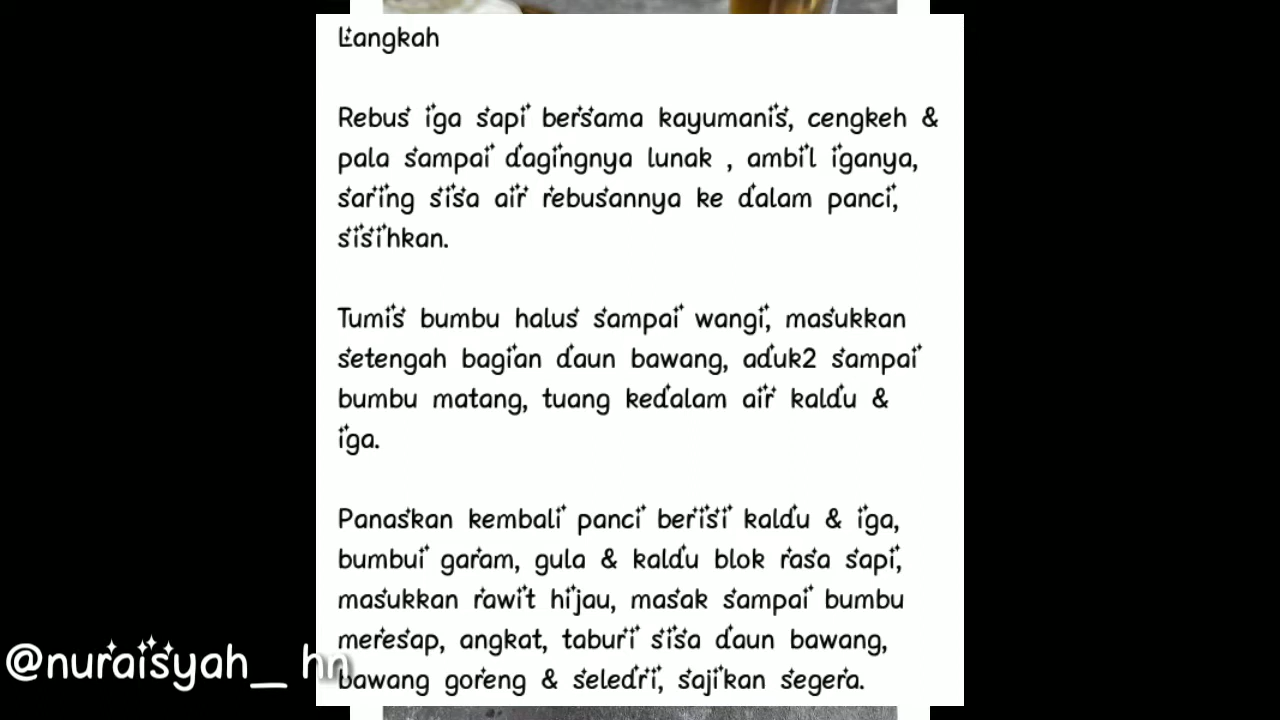 Langkah
Rebus iga sapi bersama kayumanis, cengkeh &
pala sampai dagingnya lunak , ambil iganya,
saring sisa air rebusannya ke dalam panci,
sisihkan.
Tumis bumbu halus sampai wangi, masukkan
setengah bagian daun bawang, aduk2 sampai
bumbu matang, tuang kedalam air kaldu &
iga.
Panaskan kembali panci berisi kaldu & iga,
bumbui garam, gula & kaldu blok rasa sapi,
masukkan rawit hijau, masak sampai bumbu
meresap, angkat, taburi sisa daun bawang,
bawang goreng & seledri, sajikan segera.
@nuraisyah__ hn